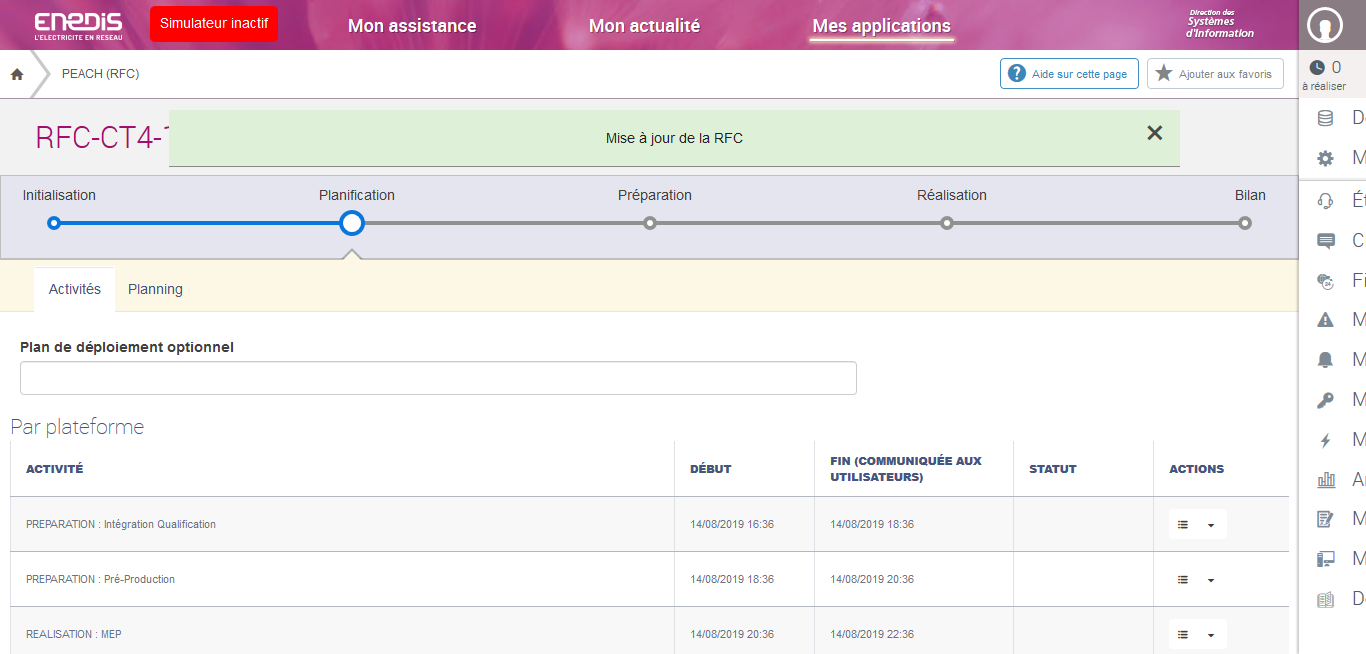 ENEDIS
L'ELECTRICITE EN RESEAU
Simulateur inactif
Mon assistance
Mon actualité
Mes applications
Direction des
Systèmes
d'Information
PEACH (RFC)
? Aide sur cette page
Ajouter aux favoris
0
à réaliser
RFC-CT4-
Mise à jour de la RFC
Initialisation
Planification
Préparation
Réalisation
Bilan
Activités
Planning
Plan de déploiement optionnel
Par plateforme
ACTIVITÉ
DÉBUT
FIN (COMMUNIQUÉE AUX
UTILISATEURS)
STATUT
ACTIONS
PREPARATION : Intégration Qualification
14/08/2019 16:36
14/08/2019 18:36
PREPARATION : Pré-Production
14/08/2019 18:36
14/08/2019 20:36
REALISATION : MEP
14/08/2019 20:36
14/08/2019 22:36